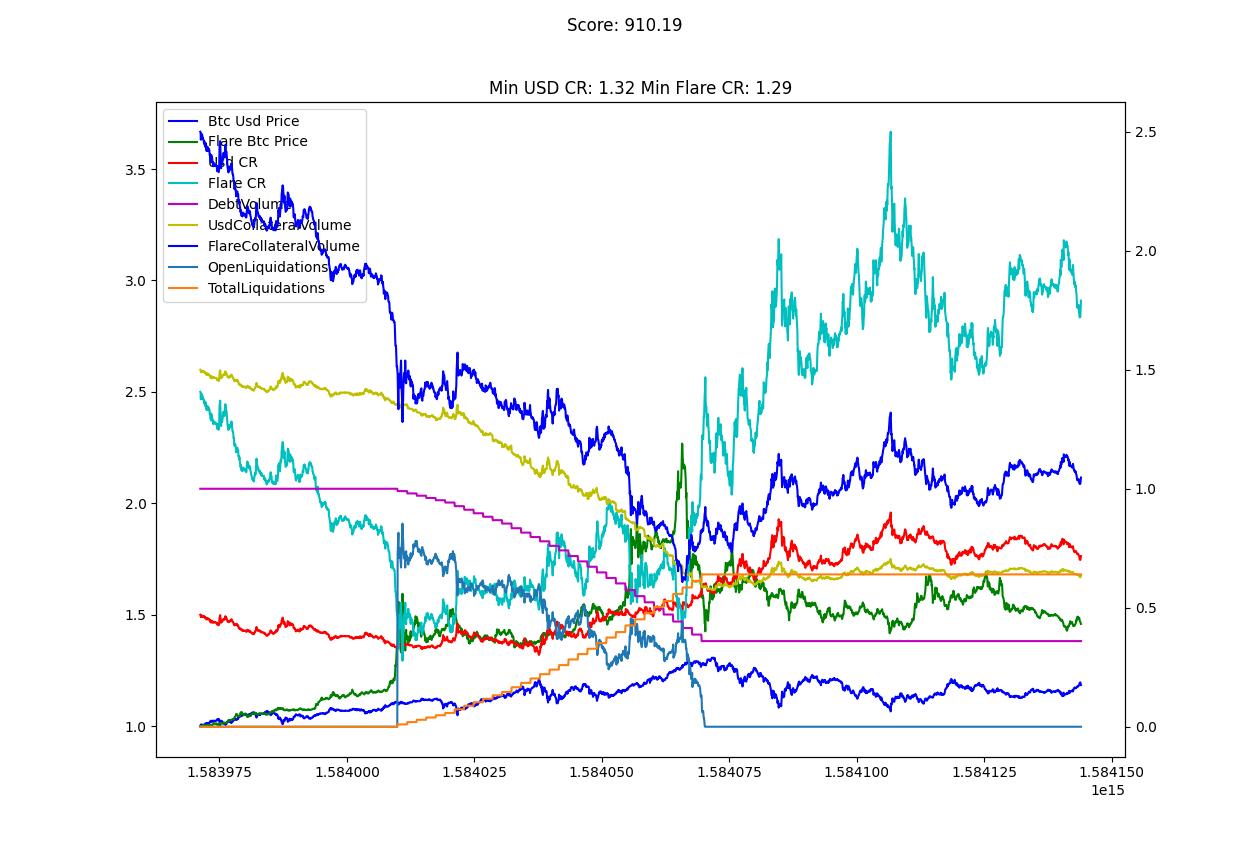 Score: 910.19
Min USD CR: 1.32 Min Flare CR: 1.29
Btc Usd Price
Flare Btc Price
Usd CR
Flare CR
DebtVolume
UsdCollateralVolume
FlareCollateralVolume
OpenLiquidations
TotalLiquidations
3.5
3.0
2.5
2.0
1.5
1.0
2.5
2.0
1.5
1.0
0.5
0.0
1.583975 1.584000 1.584025 1.584050 1.584075 1.584100 1.584125 1.584150
1e15